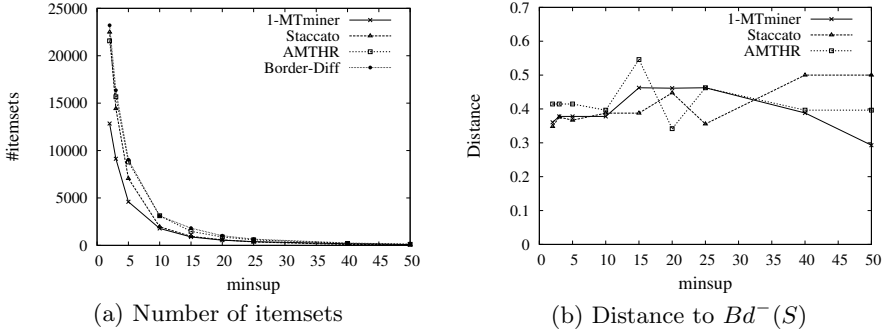 1-MTminer
Staccato
AMTHR
Border-Diff
25000
20000
15000
10000
5000
0
#itemsets
0 5 10 15 20 25 30 35 40 45 50
minsup
(a) Number of itemsets
1-MTminer
Staccato
AMTHR
0.7
0.6
0.5
0.4
0.3
0.2
0.1
0
Distance
0 5 10 15 20 25 30 35 40 45 50
minsup
(b) Distance to Bd⁻(S)